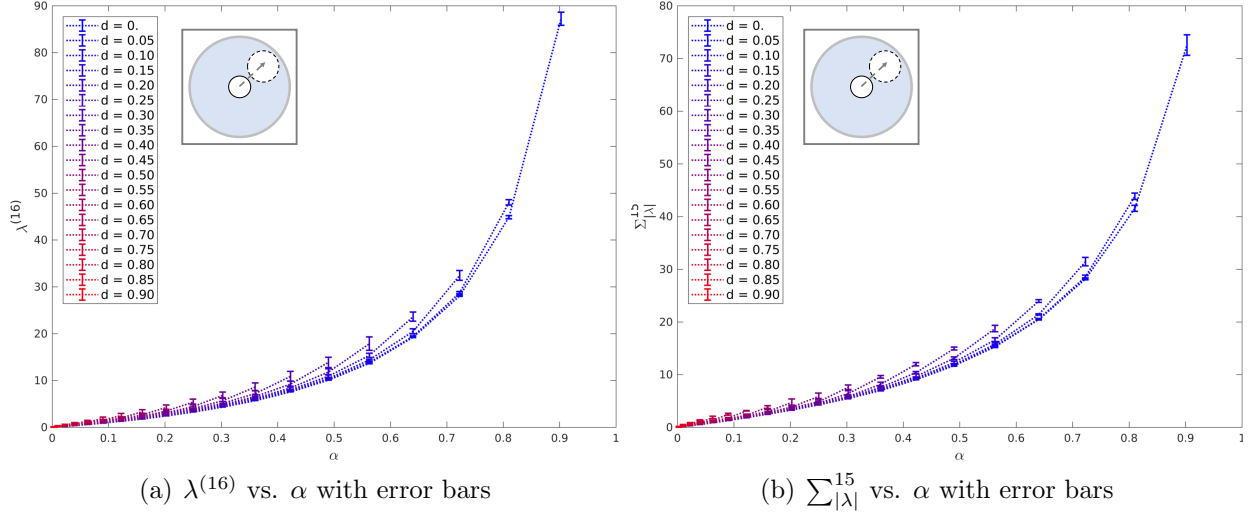 90
80
70
60
50
40
30
20
10
0
λ^(16)
d = 0.
d = 0.05
d = 0.10
d = 0.15
d = 0.20
d = 0.25
d = 0.30
d = 0.35
d = 0.40
d = 0.45
d = 0.50
d = 0.55
d = 0.60
d = 0.65
d = 0.70
d = 0.75
d = 0.80
d = 0.85
d = 0.90
0 0.1 0.2 0.3 0.4 0.5 0.6 0.7 0.8 0.9 1
α
(a) λ^(16) vs. α with error bars
80
70
60
50
40
30
20
10
0
Σ^15_|λ|
d = 0.
d = 0.05
d = 0.10
d = 0.15
d = 0.20
d = 0.25
d = 0.30
d = 0.35
d = 0.40
d = 0.45
d = 0.50
d = 0.55
d = 0.60
d = 0.65
d = 0.70
d = 0.75
d = 0.80
d = 0.85
d = 0.90
0 0.1 0.2 0.3 0.4 0.5 0.6 0.7 0.8 0.9 1
α
(b) ∑^15_|λ| vs. α with error bars